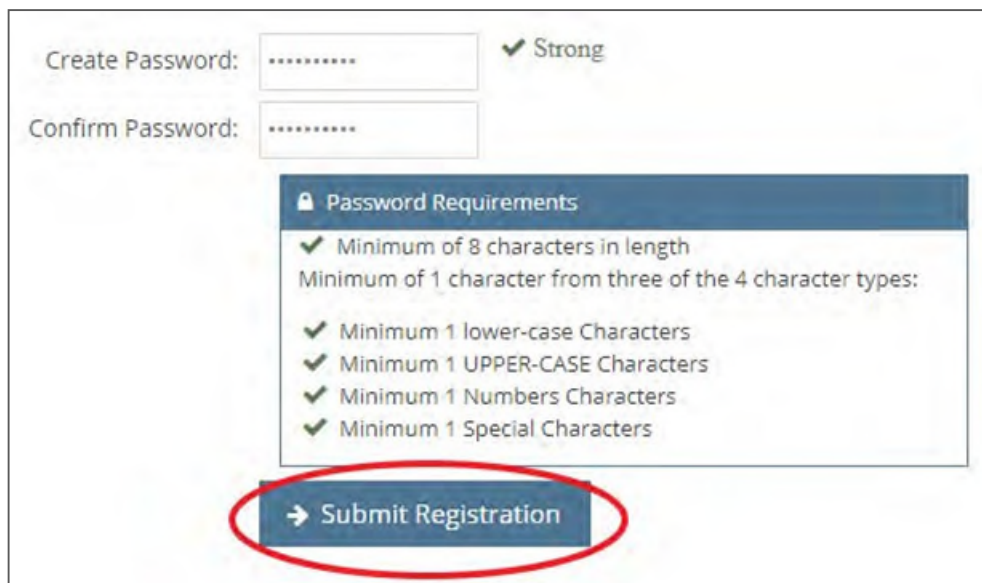 Create Password: ••••••••••
✔ Strong
Confirm Password: ••••••••••
Password Requirements
✔ Minimum of 8 characters in length
Minimum of 1 character from three of the 4 character types:
✔ Minimum 1 lower-case Characters
✔ Minimum 1 UPPER-CASE Characters
✔ Minimum 1 Numbers Characters
✔ Minimum 1 Special Characters
→ Submit Registration